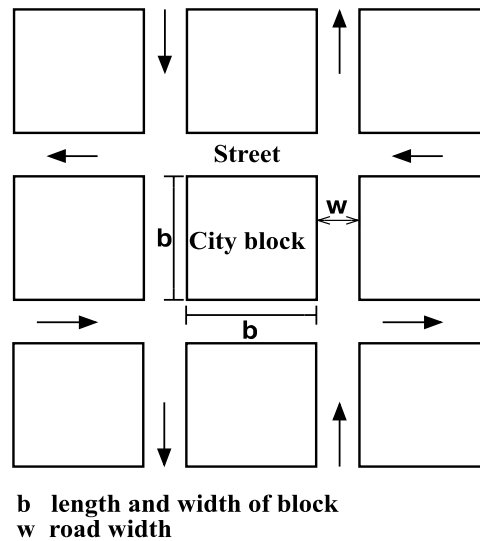 Street
w
b
City block
b
b length and width of block
w road width